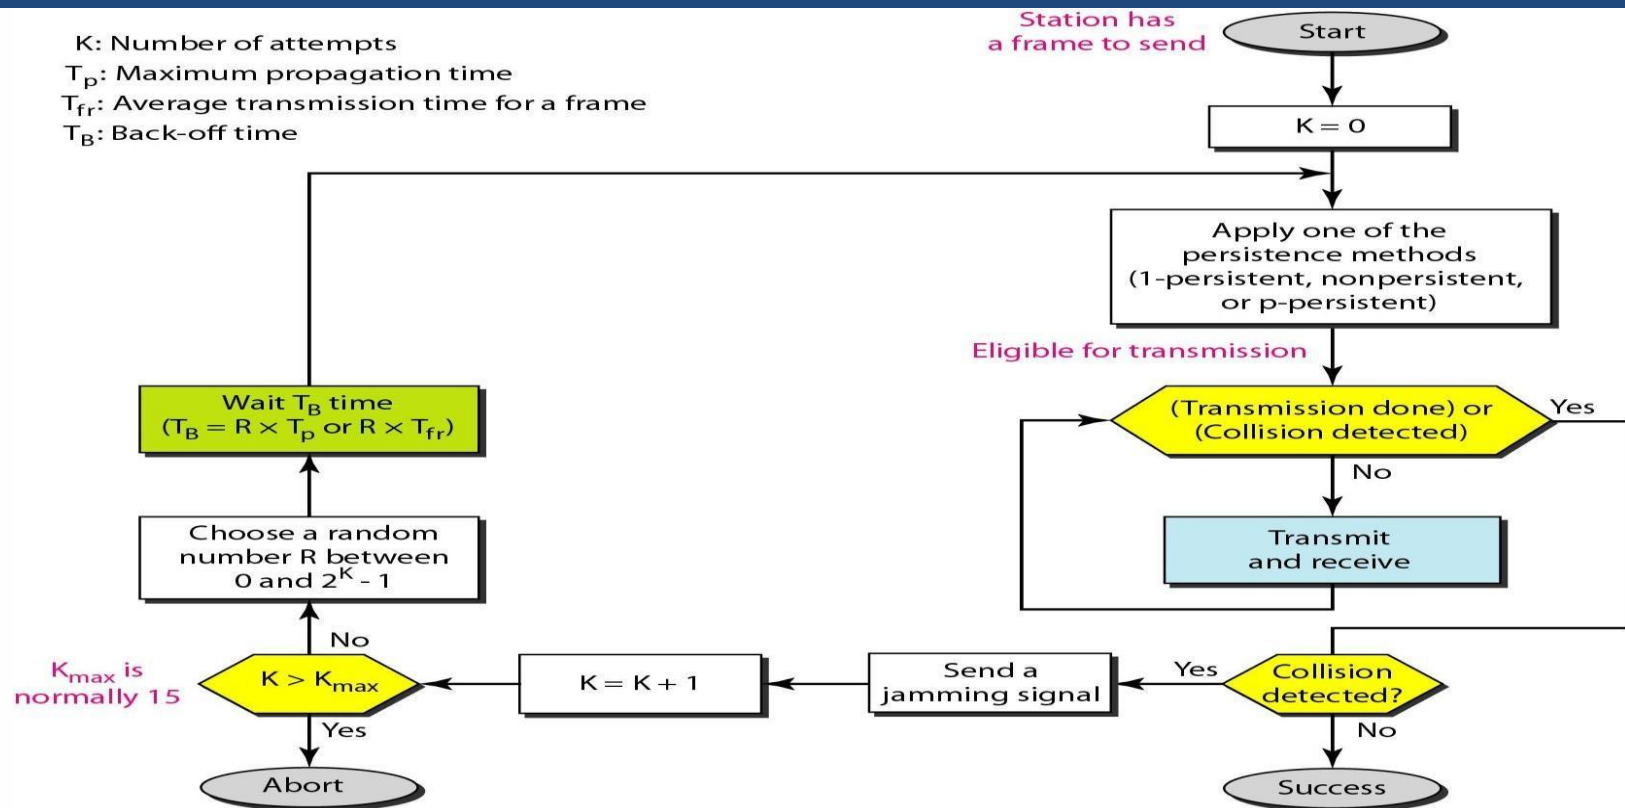 K: Number of attempts
Tp: Maximum propagation time
Tfr: Average transmission time for a frame
TB: Back-off time
Station has
a frame to send
Start
K = 0
Apply one of the
persistence methods
(1-persistent, nonpersistent,
or p-persistent)
Eligible for transmission
(Transmission done) or
(Collision detected)
Yes
No
Transmit
and receive
Collision
detected?
Yes
No
Success
Send a
jamming signal
K = K + 1
K > Kmax
Kmax is
normally 15
No
Yes
Abort
Choose a random
number R between
0 and 2^K - 1
Wait TB time
(TB = R × Tp or R × Tfr)